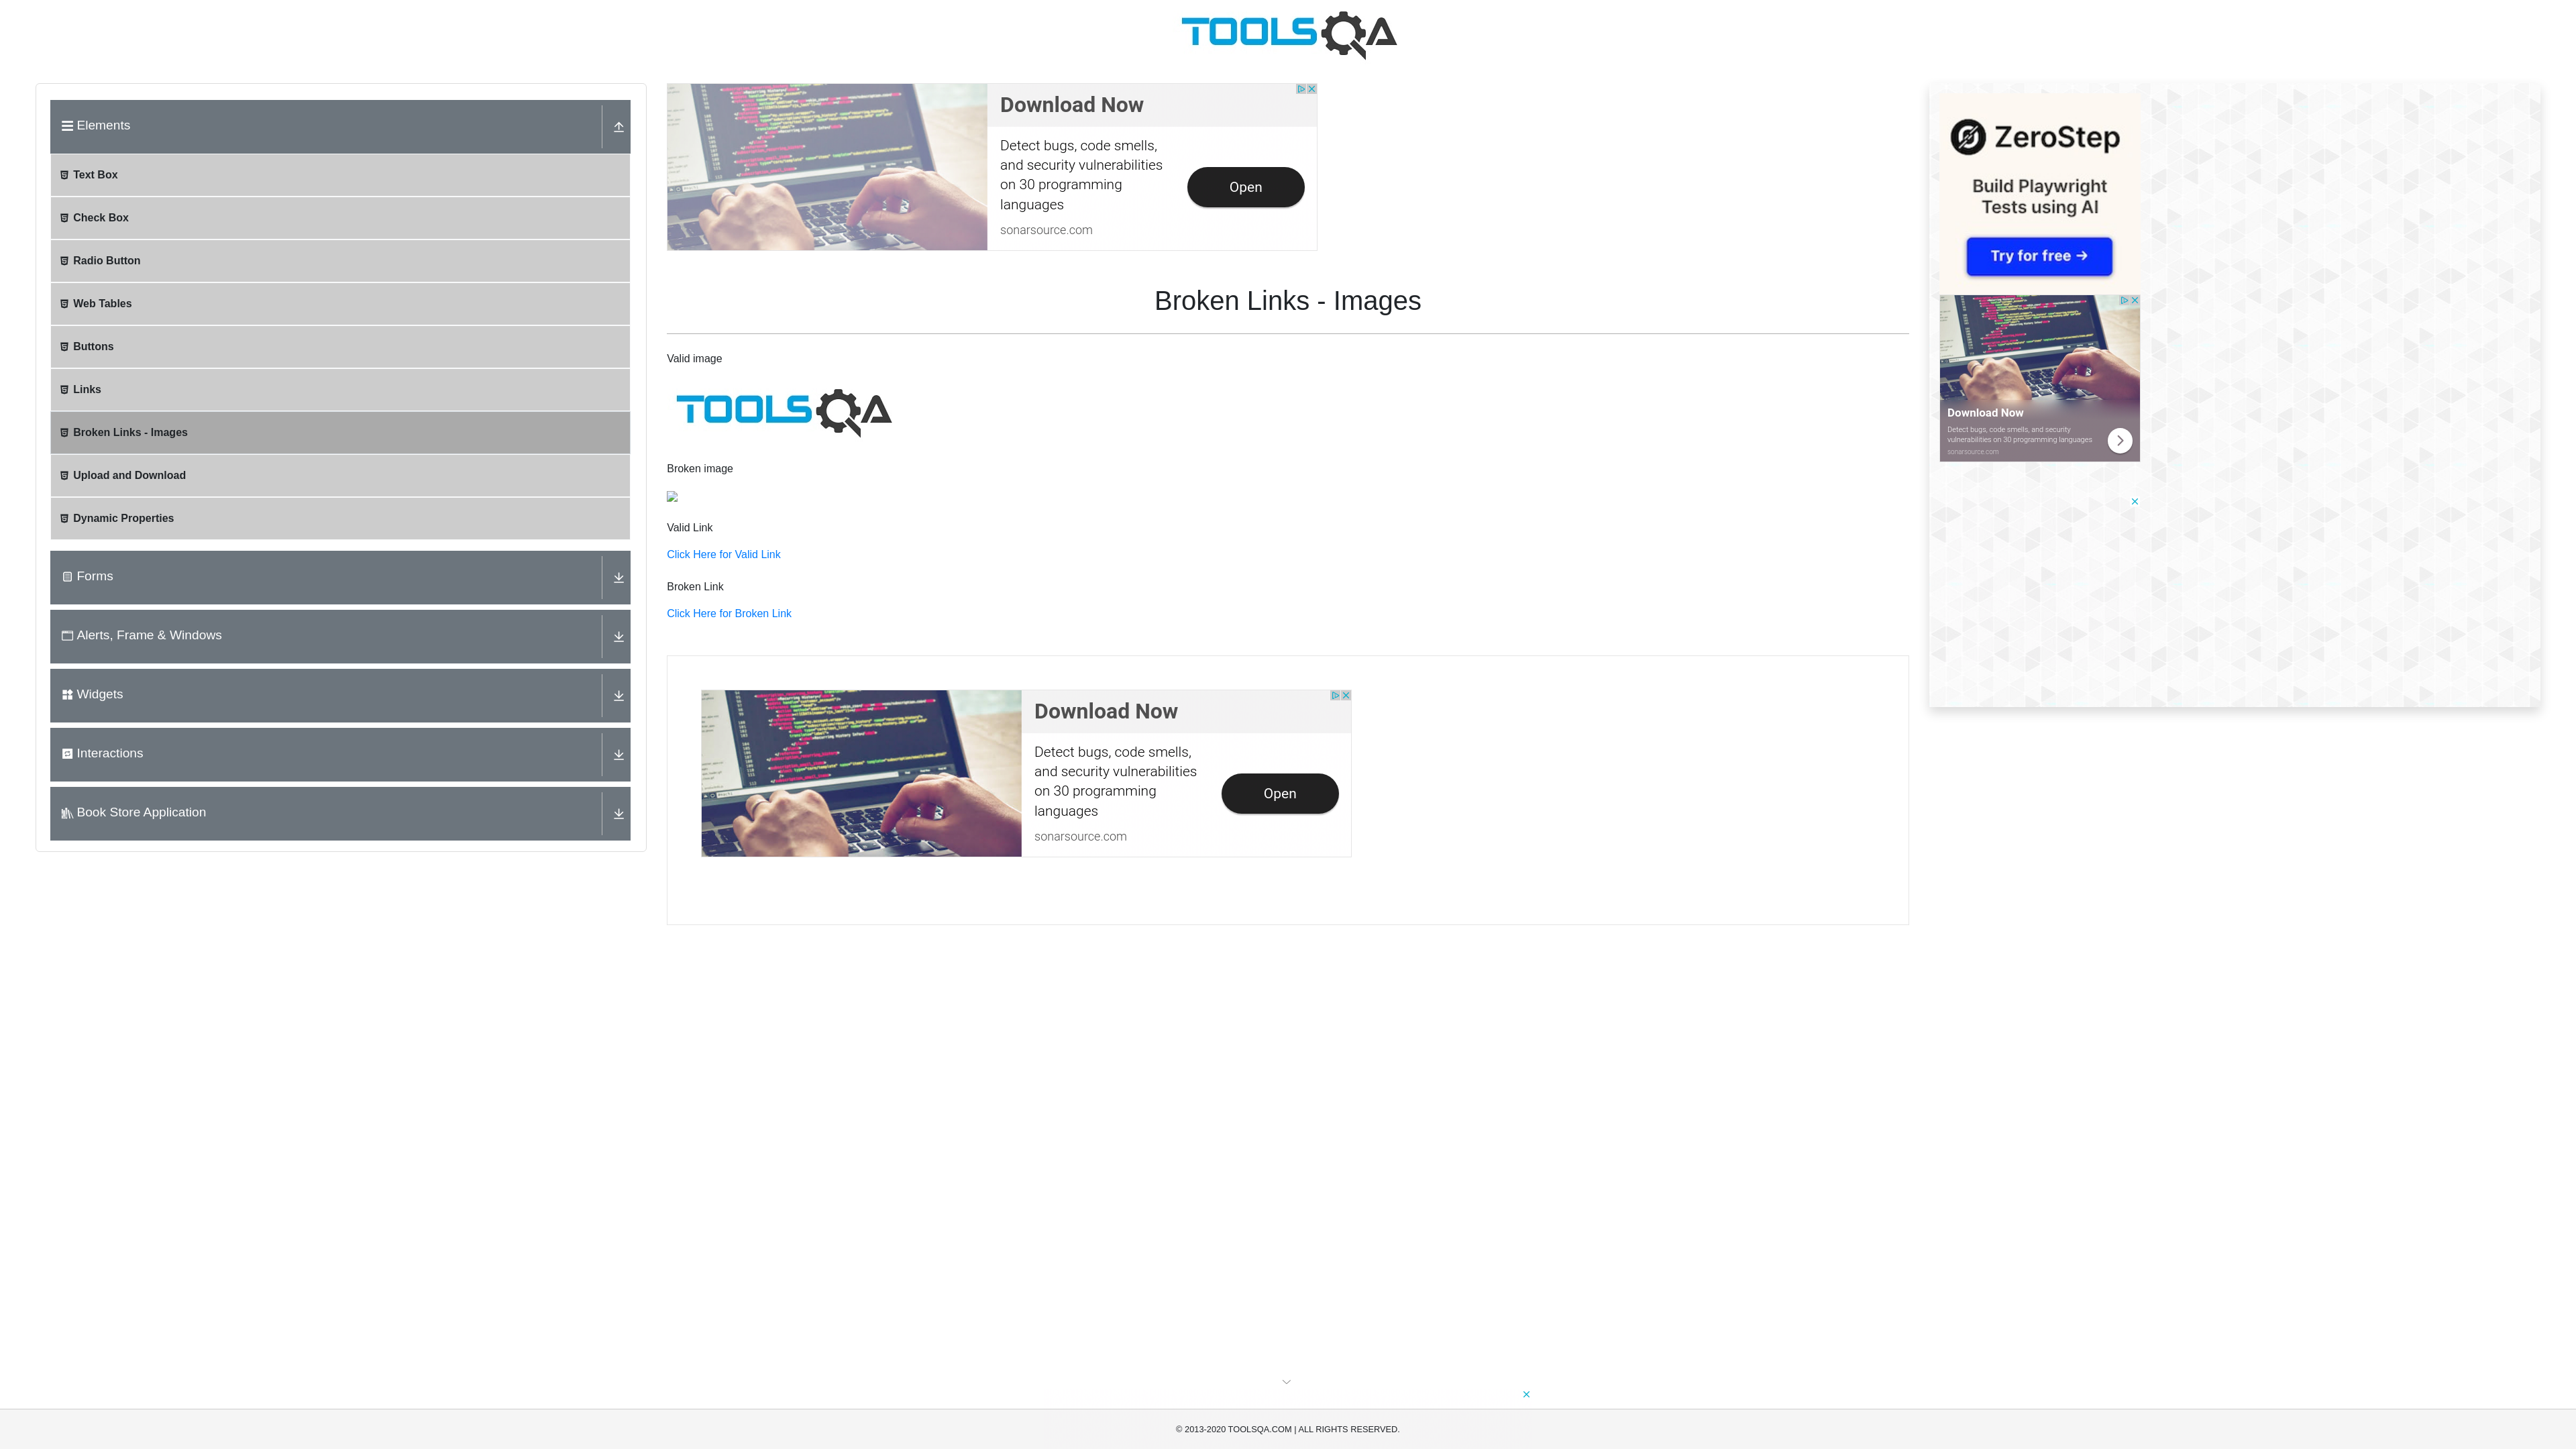 TOOLSQA
Elements
Text Box
Check Box
Radio Button
Web Tables
Buttons
Links
Broken Links - Images
Upload and Download
Dynamic Properties
Forms
Alerts, Frame & Windows
Widgets
Interactions
Book Store Application
Download Now
Detect bugs, code smells,
and security vulnerabilities
on 30 programming
languages
sonarsource.com
Open
Broken Links - Images
Valid image
TOOLSQA
Broken image
Valid Link
Click Here for Valid Link
Broken Link
Click Here for Broken Link
Download Now
Detect bugs, code smells,
and security vulnerabilities
on 30 programming
languages
sonarsource.com
Open
ZeroStep
Build Playwright
Tests using AI
Try for free →
Download Now
Detect bugs, code smells, and security
vulnerabilities on 30 programming languages
sonarsource.com
© 2013-2020 TOOLSQA.COM | ALL RIGHTS RESERVED.